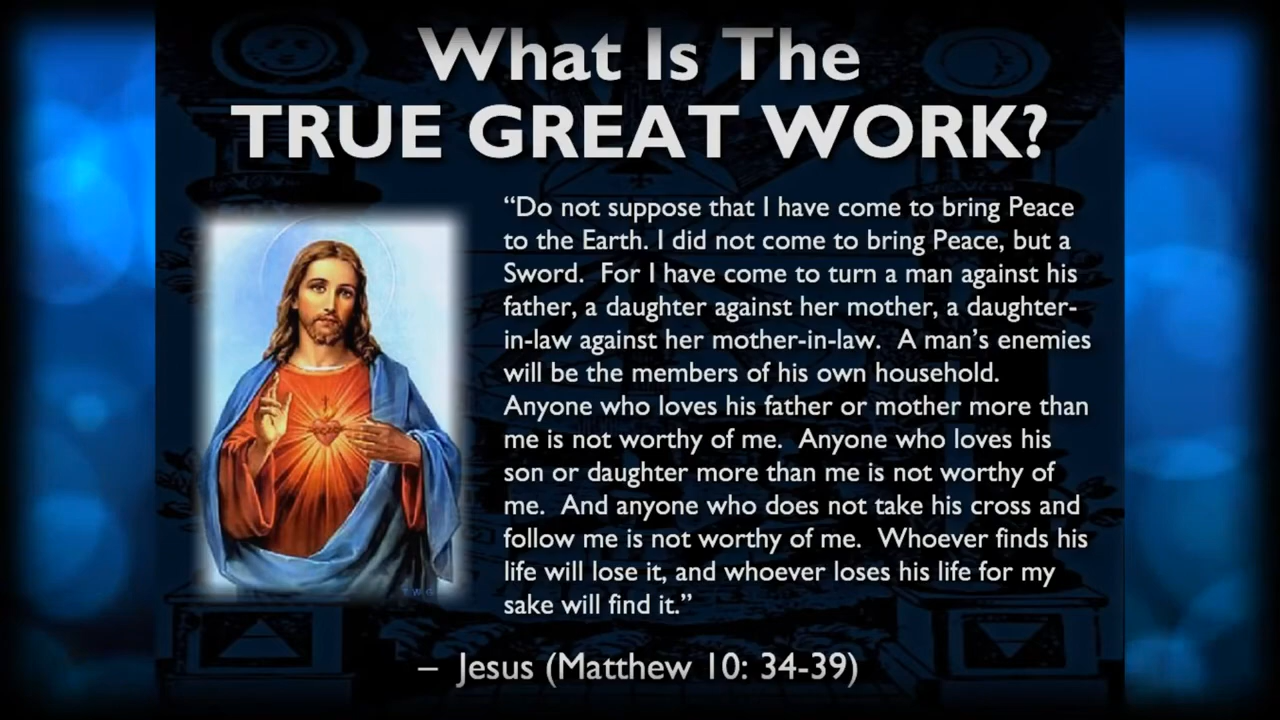 What Is The
TRUE GREAT WORK?
“Do not suppose that I have come to bring Peace
to the Earth. I did not come to bring Peace, but a
Sword.  For I have come to turn a man against his
father, a daughter against her mother, a daughter-
in-law against her mother-in-law.  A man’s enemies
will be the members of his own household.
Anyone who loves his father or mother more than
me is not worthy of me.  Anyone who loves his
son or daughter more than me is not worthy of
me.  And anyone who does not take his cross and
follow me is not worthy of me.  Whoever finds his
life will lose it, and whoever loses his life for my
sake will find it.”
TWG
–  Jesus (Matthew 10: 34-39)